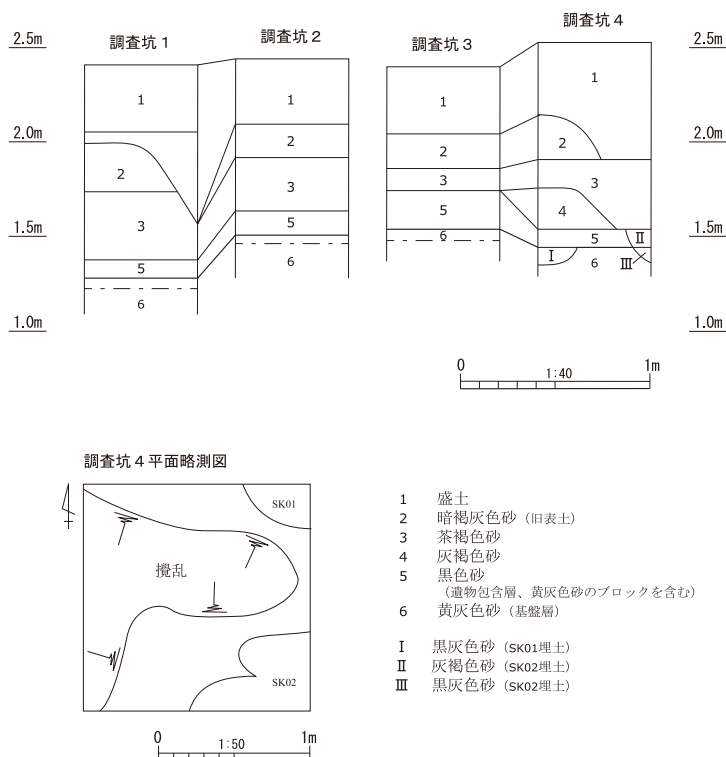 調査坑1
調査坑2
調査坑3
調査坑4
2.5m
2.0m
1.5m
1.0m
1
2
3
5
6
1
2
3
5
6
1
2
3
5
6
1
2
3
4
5
6
Ⅰ
Ⅱ
Ⅲ
2.5m
2.0m
1.5m
1.0m
0 1:40 1m
調査坑4平面略測図
SK01
攪乱
SK02
0 1:50 1m
1 盛土
2 暗褐灰色砂(旧表土)
3 茶褐色砂
4 灰褐色砂
5 黒色砂
(遺物包含層、黄灰色砂のブロックを含む)
6 黄灰色砂(基盤層)
Ⅰ 黒灰色砂(SK01埋土)
Ⅱ 灰褐色砂(SK02埋土)
Ⅲ 黒灰色砂(SK02埋土)